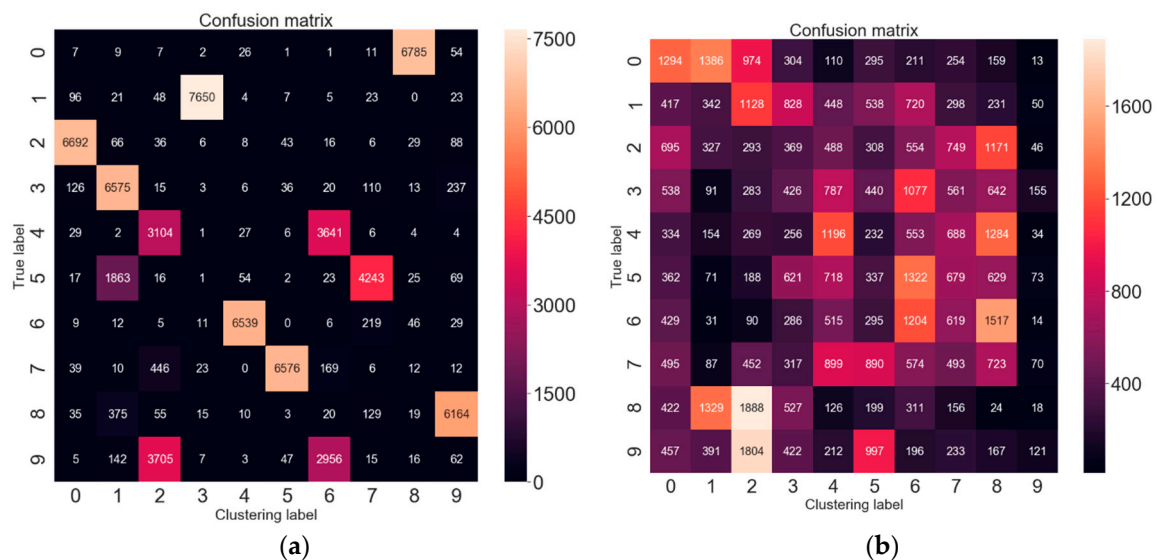 Confusion matrix
0 7 9 7 2 26 1 1 11 6785 54
1 96 21 48 7650 4 7 5 23 0 23
2 6692 66 36 6 8 43 16 6 29 88
3 126 6575 15 3 6 36 20 110 13 237
4 29 2 3104 1 27 6 3641 6 4 4
5 17 1863 16 1 54 2 23 4243 25 69
6 9 12 5 11 6539 0 6 219 46 29
7 39 10 446 23 0 6576 169 6 12 12
8 35 375 55 15 10 3 20 129 19 6164
9 5 142 3705 7 3 47 2956 15 16 62
0 1 2 3 4 5 6 7 8 9
True label
Clustering label
7500
6000
4500
3000
1500
0
(a)
Confusion matrix
0 1294 1386 974 304 110 295 211 254 159 13
1 417 342 1128 828 448 538 720 298 231 50
2 695 327 293 369 488 308 554 749 1171 46
3 538 91 283 426 787 440 1077 561 642 155
4 334 154 269 256 1196 232 553 688 1284 34
5 362 71 188 621 718 337 1322 679 629 73
6 429 31 90 286 515 295 1204 619 1517 14
7 495 87 452 317 899 890 574 493 723 70
8 422 1329 1888 527 126 199 311 156 24 18
9 457 391 1804 422 212 997 196 233 167 121
0 1 2 3 4 5 6 7 8 9
True label
Clustering label
1600
1200
800
400
(b)